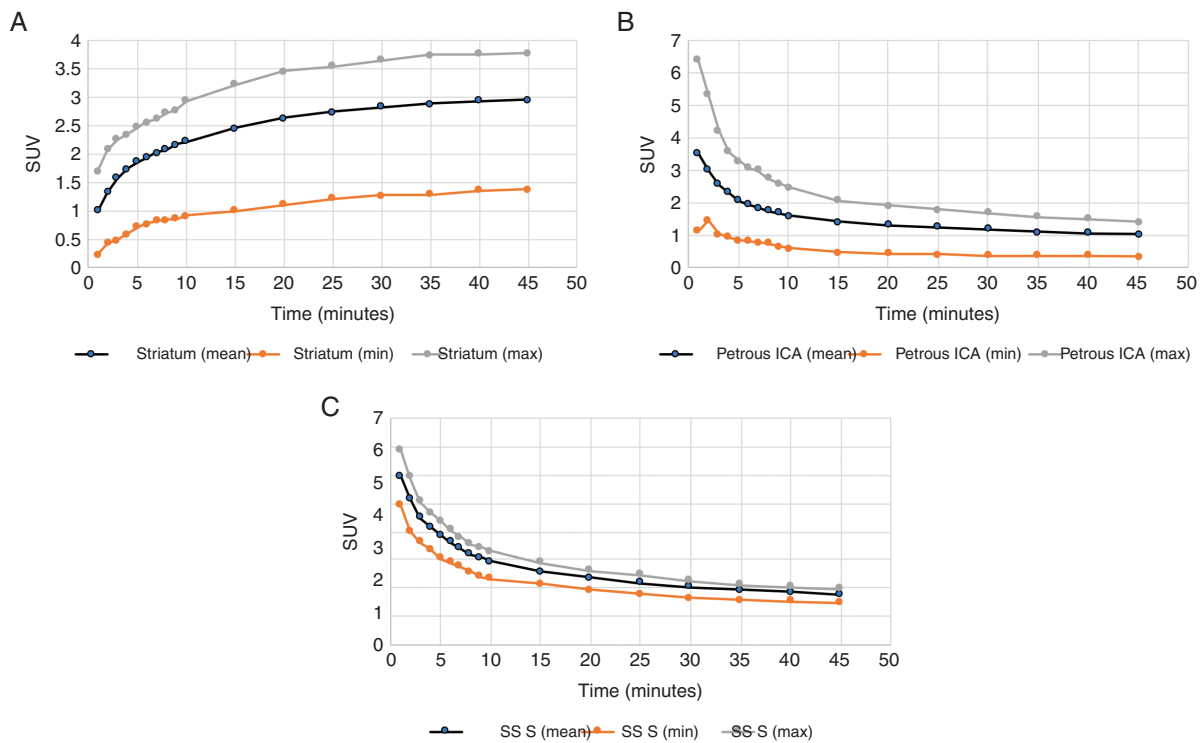 A
4
3.5
3
2.5
2
1.5
1
0.5
0
SUV
0 5 10 15 20 25 30 35 40 45 50
Time (minutes)
Striatum (mean) Striatum (min) Striatum (max)
B
7
6
5
4
3
2
1
0
SUV
0 5 10 15 20 25 30 35 40 45 50
Time (minutes)
Petrous ICA (mean) Petrous ICA (min) Petrous ICA (max)
C
7
6
5
4
3
2
1
0
SUV
0 5 10 15 20 25 30 35 40 45 50
Time (minutes)
SS S (mean) SS S (min) SS S (max)